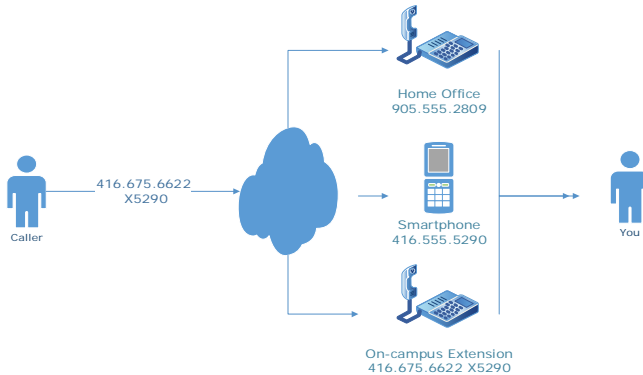 Home Office
905.555.2809
416.675.6622
X5290
Caller
Smartphone
416.555.5290
You
On-campus Extension
416.675.6622 X5290